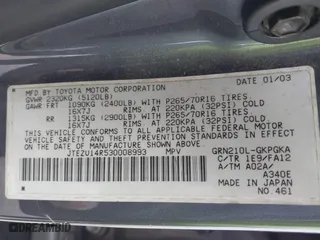 MFD BY TOYOTA MOTOR CORPORATION DATE 01/03
GVWR 2320KG (5120LB)
GAWR FRT 1090KG (2400LB) WITH P265/70R16 TIRES
16X7J RIMS AT 220KPA (32PSI) COLD
RR 1315KG (2900LB) WITH P265/70R16 TIRES
16X7J RIMS AT 220KPA (32PSI) COLD
THIS VEHICLE CONFORMS TO ALL APPLICABLE FEDERAL MOTOR
VEHICLE SAFETY AND THEFT PREVENTION STANDARDS IN EFFECT
ON THE DATE OF MANUFACTURE SHOWN ABOVE.
JTEZU14R530008993 MPV GRN210L-GKPGKA
C/TR 1E9/FA12
A/TM A02A/
A340E
MADE IN JAPAN
NO 461